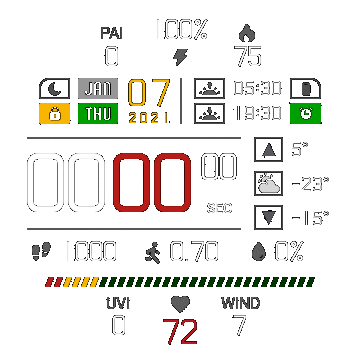 PAI 100%
0 75
JAN 07 05:30
THU 2021. 19:30
00 00 00
SEC
5°
-23°
-15°
1000 0.70 0%
UVI WIND
0 72 7